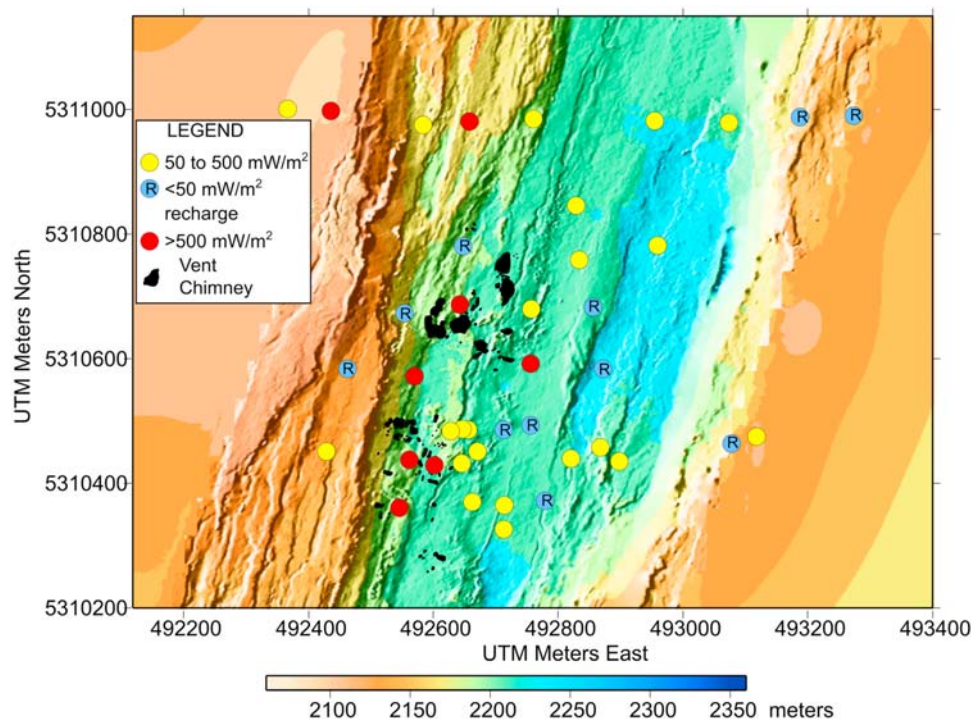 5311000
5310800
5310600
5310400
5310200
UTM Meters North
LEGEND
50 to 500 mW/m²
R <50 mW/m²
recharge
>500 mW/m²
Vent
Chimney
R R
R
R R
R R
R R
R
R
492200 492400 492600 492800 493000 493200 493400
UTM Meters East
2100 2150 2200 2250 2300 2350 meters